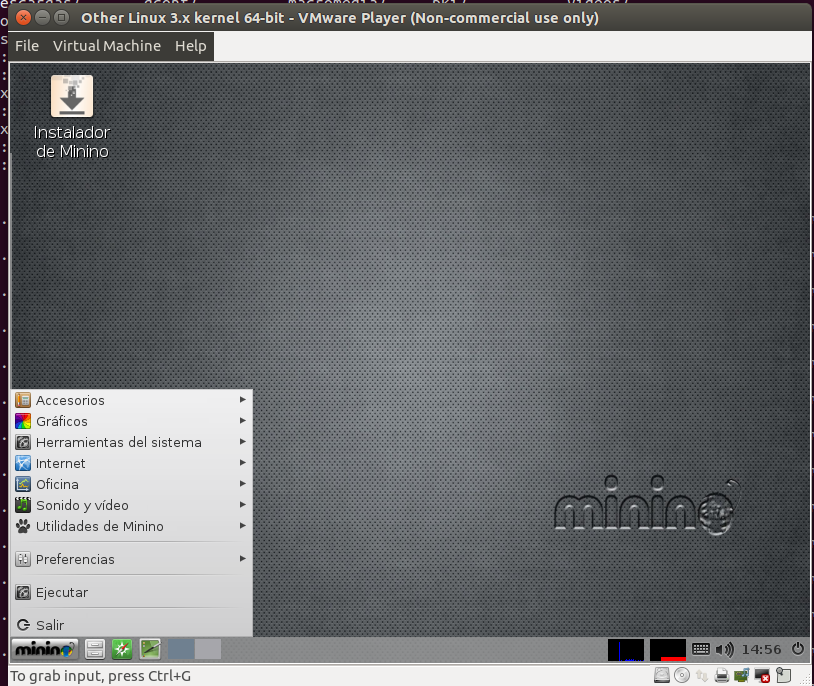 Other Linux 3.x kernel 64-bit - VMware Player (Non-commercial use only)
File Virtual Machine Help
Instalador
de Minino
Accesorios
Gráficos
Herramientas del sistema
Internet
Oficina
Sonido y vídeo
Utilidades de Minino
Preferencias
Ejecutar
Salir
minino
minino
14:56
To grab input, press Ctrl+G